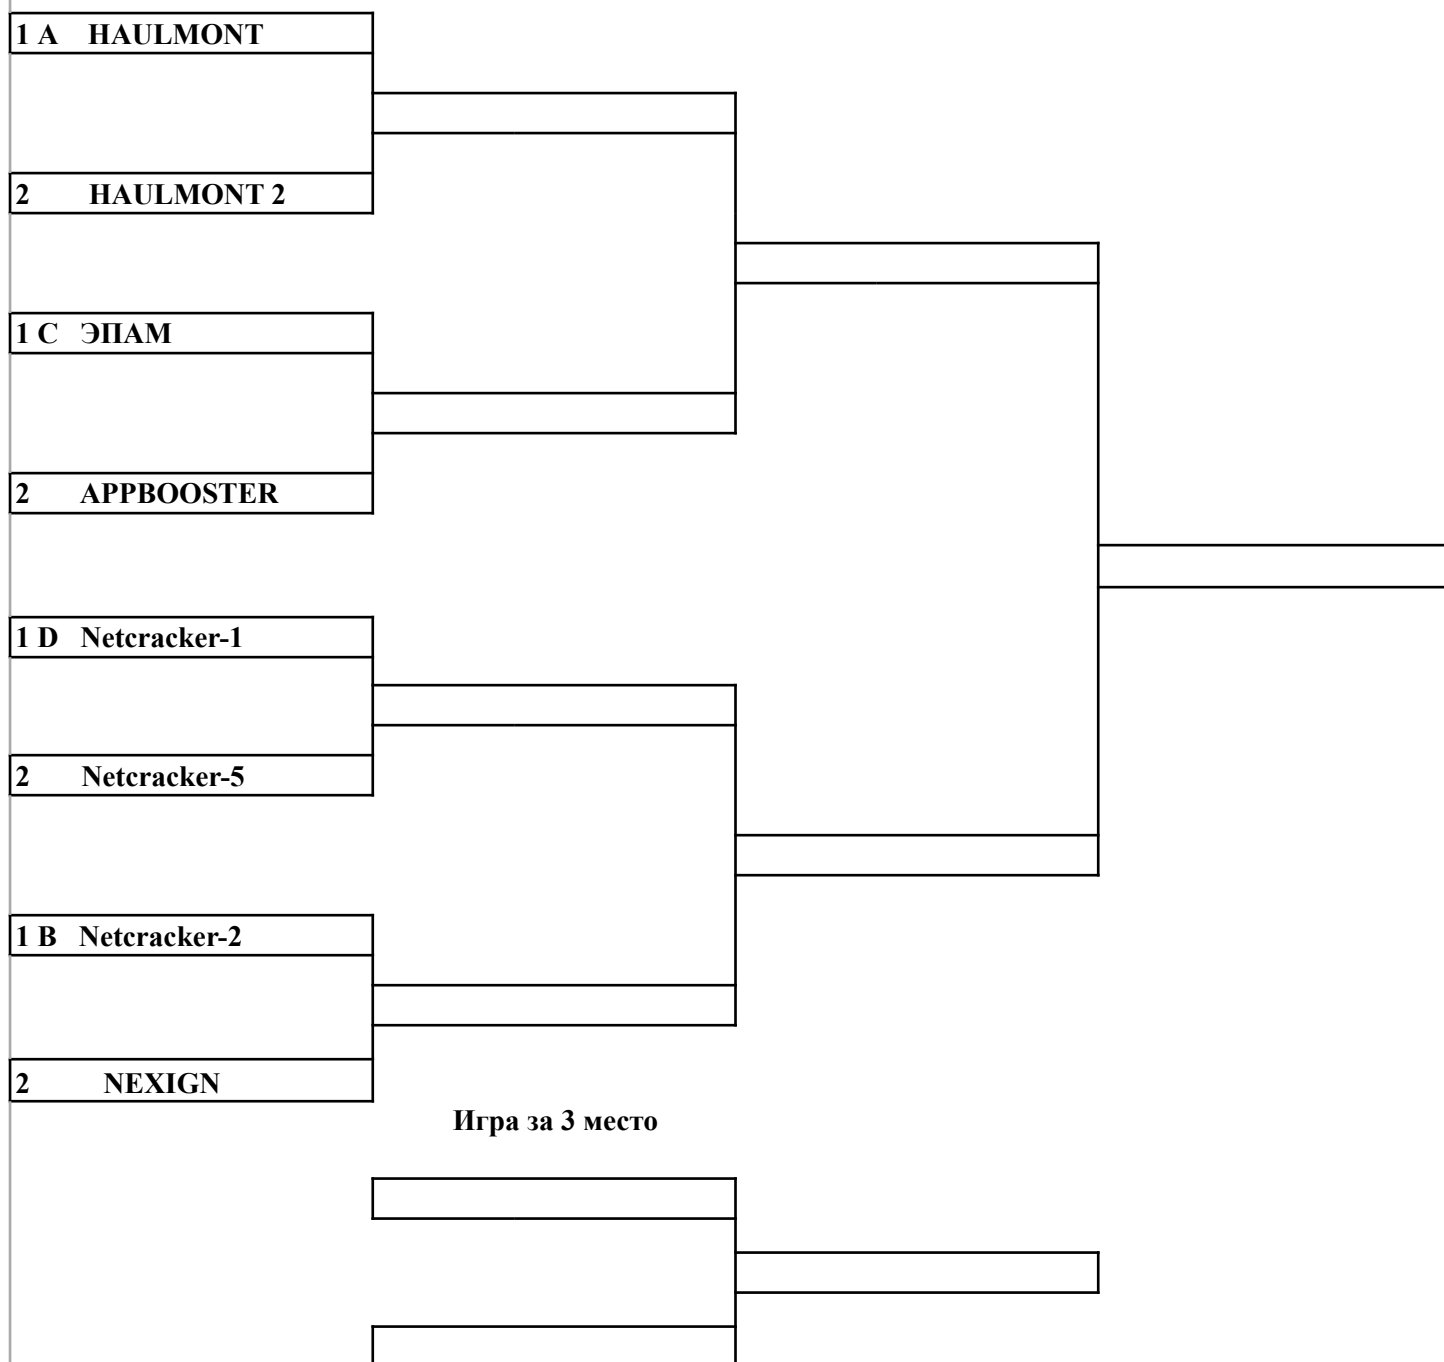 1 A HAULMONT
2 HAULMONT 2
1 C ЭПАМ
2 APPBOOSTER
1 D Netcracker-1
2 Netcracker-5
1 B Netcracker-2
2 NEXIGN
Игра за 3 место